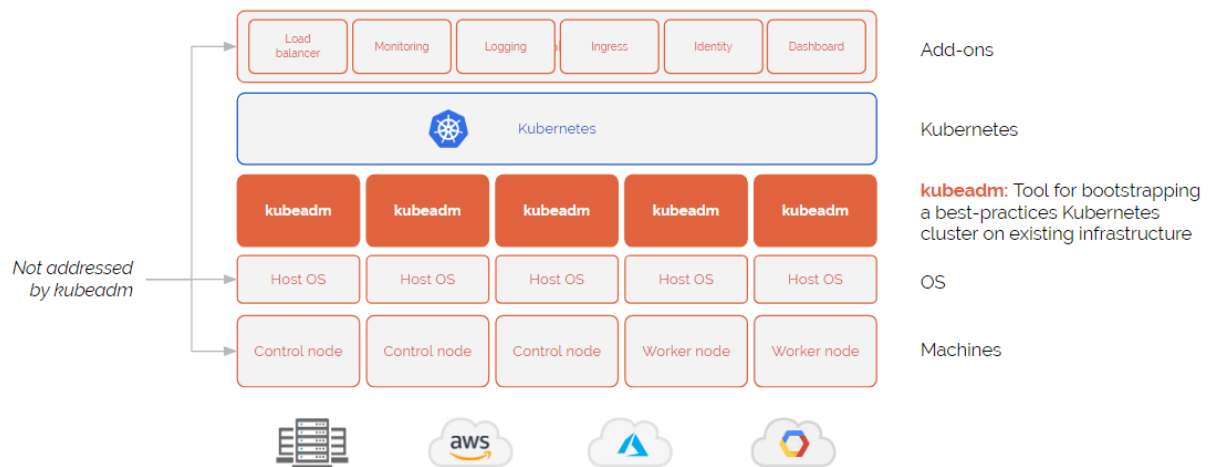 Load
balancer
Monitoring
Logging
Ingress
Identity
Dashboard
Add-ons
Kubernetes
Kubernetes
kubeadm
kubeadm
kubeadm
kubeadm
kubeadm
kubeadm: Tool for bootstrapping
a best-practices Kubernetes
cluster on existing infrastructure
Not addressed
by kubeadm
Host OS
Host OS
Host OS
Host OS
Host OS
OS
Control node
Control node
Control node
Worker node
Worker node
Machines
aws